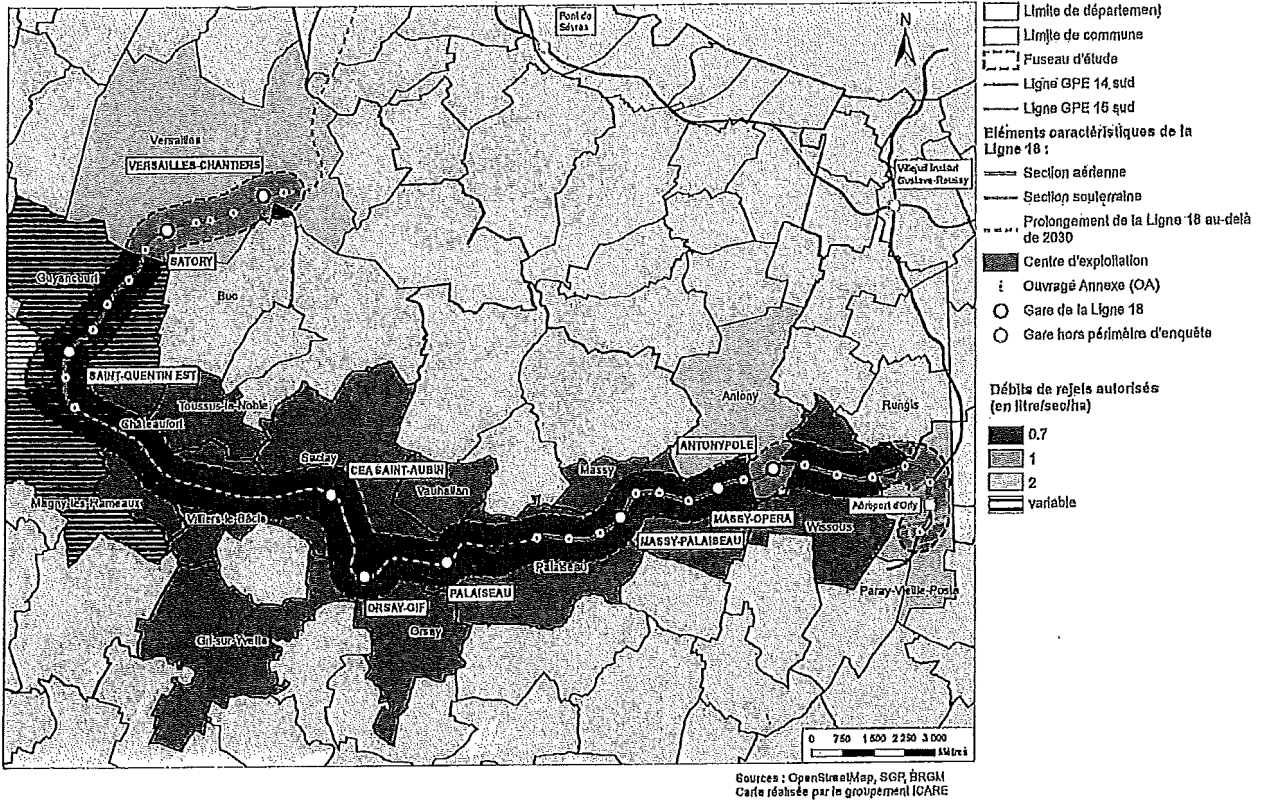 Pont de
Sèvres
N
Versailles
VERSAILLES-CHANTIERS
Villejuif Institut
Gustave-Roussy
SATORY
Guyancourt
Buc
SAINT-QUENTIN EST
Toussus-le-Noble
Châteaufort
Antony
Rungis
ANTONYPOLE
Saclay
CEA SAINT-AUBIN
Massy
Vauhallan
Magny-les-Hameaux
Villiers-le-Bâcle
Aéroport d'Orly
MASSY-OPERA
Wissous
MASSY-PALAISEAU
Palaiseau
PALAISEAU
ORSAY-GIF
Paray-Vieille-Poste
Orsay
Gif-sur-Yvette
0 750 1 500 2 250 3 000
Mètres
Sources : OpenStreetMap, SGP, BRGM
Carte réalisée par le groupement ICARE
Limite de département
Limite de commune
Fuseau d'étude
Ligne GPE 14 sud
Ligne GPE 15 sud
Eléments caractéristiques de la
Ligne 18 :
Section aérienne
Section souterraine
Prolongement de la Ligne 18 au-delà
de 2030
Centre d'exploitation
Ouvrage Annexe (OA)
Gare de la Ligne 18
Gare hors périmètre d'enquête
Débits de rejets autorisés
(en litre/sec/ha)
0.7
1
2
variable